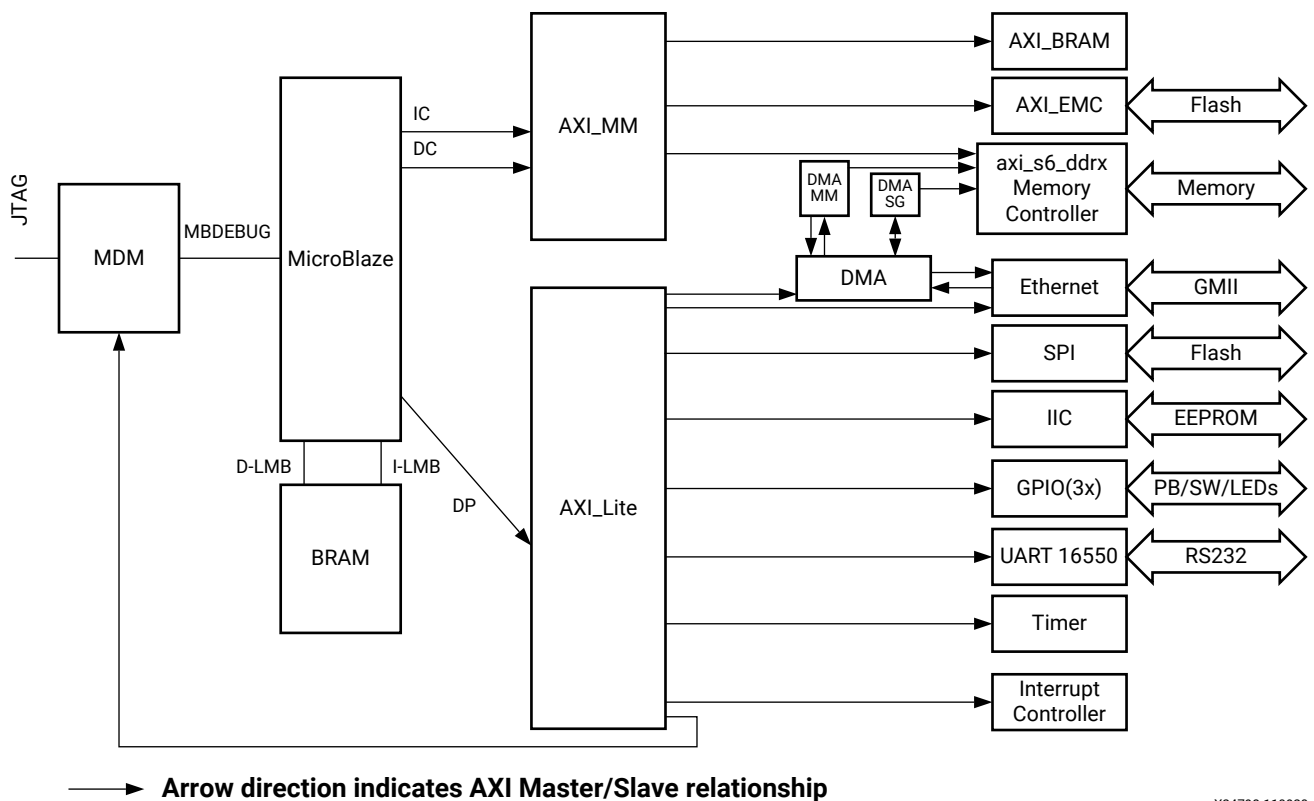 AXI_BRAM
IC
AXI_MM
AXI_EMC
Flash
DC
JTAG
DMA
MM
DMA
SG
axi_s6_ddrx
Memory
Controller
Memory
MDM
MBDEBUG
MicroBlaze
DMA
Ethernet
GMII
SPI
Flash
IIC
EEPROM
D-LMB
I-LMB
DP
AXI_Lite
GPIO(3x)
PB/SW/LEDs
BRAM
UART 16550
RS232
Timer
Interrupt
Controller
Arrow direction indicates AXI Master/Slave relationship